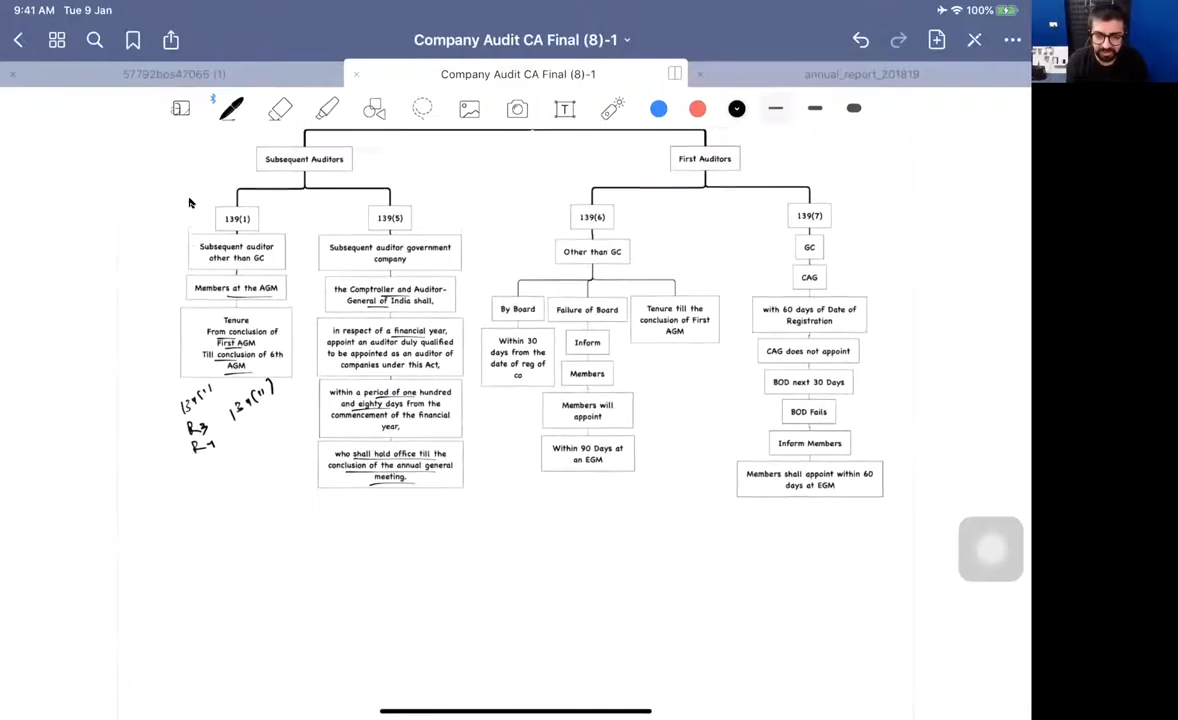 9:41 AM Tue 9 Jan
100%
Company Audit CA Final (8)-1
57792bos47066 (1)
Company Audit CA Final (8)-1
annual_report_201819
T
Subsequent Auditors
First Auditors
139(1)
Subsequent auditor
other than GC
Members at the AGM
Tenure
From conclusion of
First AGM
Till conclusion of 6th
AGM
139(1)
R3
R4
139(11)
139(5)
Subsequent auditor government
company
the Comptroller and Auditor-
General of India shall,
in respect of a financial year,
appoint an auditor duly qualified
to be appointed as an auditor of
companies under this Act,
within a period of one hundred
and eighty days from the
commencement of the financial
year,
who shall hold office till the
conclusion of the annual general
meeting.
139(6)
Other than GC
By Board
Within 30
days from the
date of reg of
co
Failure of Board
Inform
Members
Members will
appoint
Within 90 Days at
an EGM
Tenure till the
conclusion of First
AGM
139(7)
GC
CAG
with 60 days of Date of
Registration
CAG does not appoint
BOD next 30 Days
BOD Fails
Inform Members
Members shall appoint within 60
days at EGM